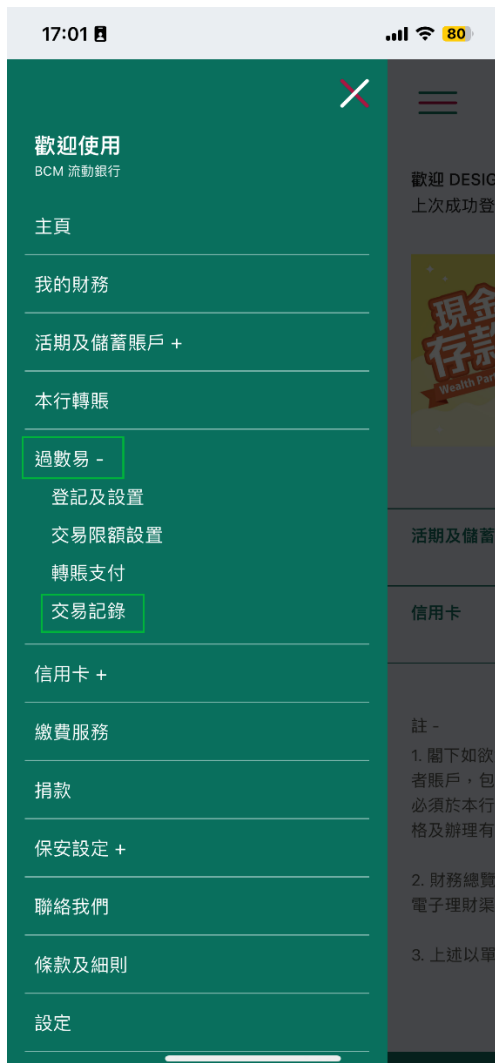 17:01
80
歡迎使用
BCM 流動銀行
主頁
我的財務
活期及儲蓄賬戶 +
本行轉賬
過數易 -
登記及設置
交易限額設置
轉賬支付
交易記錄
信用卡 +
繳費服務
捐款
保安設定 +
聯絡我們
條款及細則
設定
歡迎 DESIG
上次成功登
現金
存款
Wealth Par
活期及儲蓄
信用卡
註 -
1. 閣下如欲
者賬戶，包
必須於本行
格及辦理有
2. 財務總覽
電子理財渠
3. 上述以單